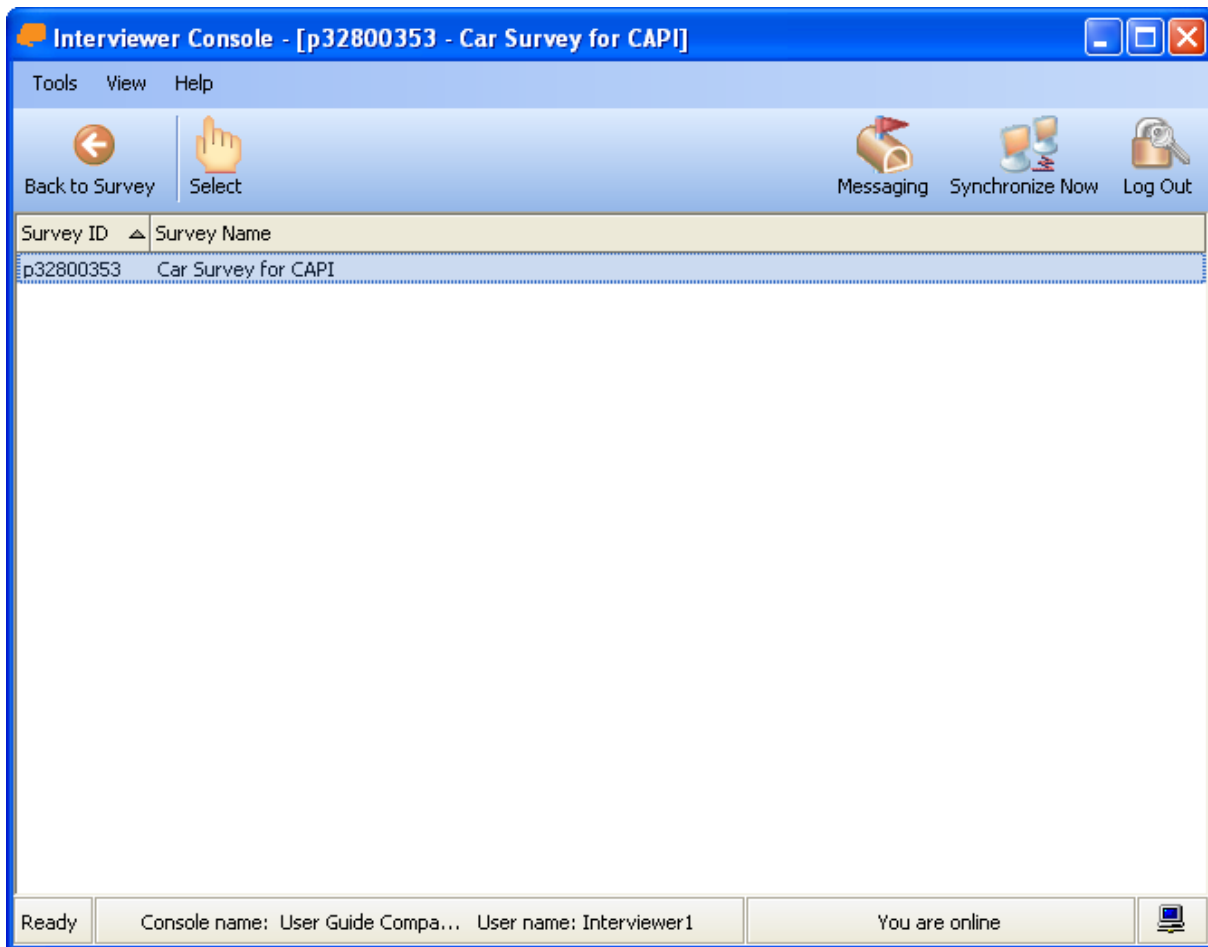 Interviewer Console - [p32800353 - Car Survey for CAPI]
Tools View Help
Back to Survey Select Messaging Synchronize Now Log Out
Survey ID Survey Name
p32800353 Car Survey for CAPI
Ready Console name: User Guide Compa... User name: Interviewer1 You are online